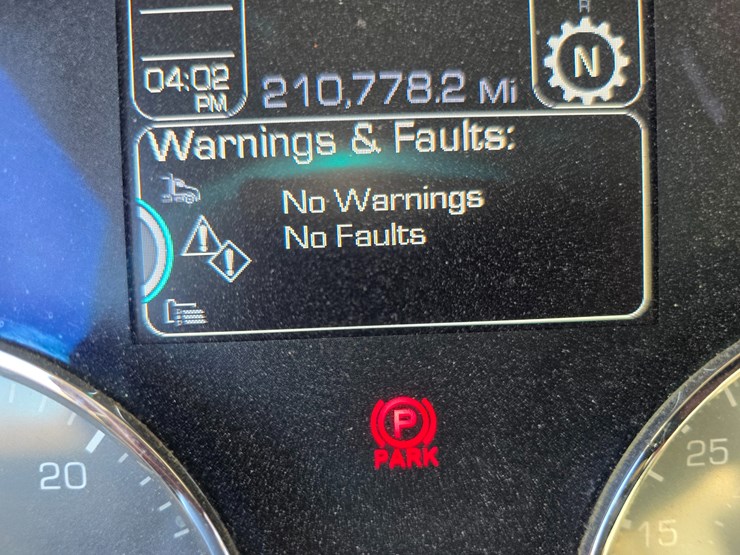 R
04:02
PM
210,778.2 Mi
N
Warnings & Faults:
No Warnings
No Faults
P
PARK
20
25
15